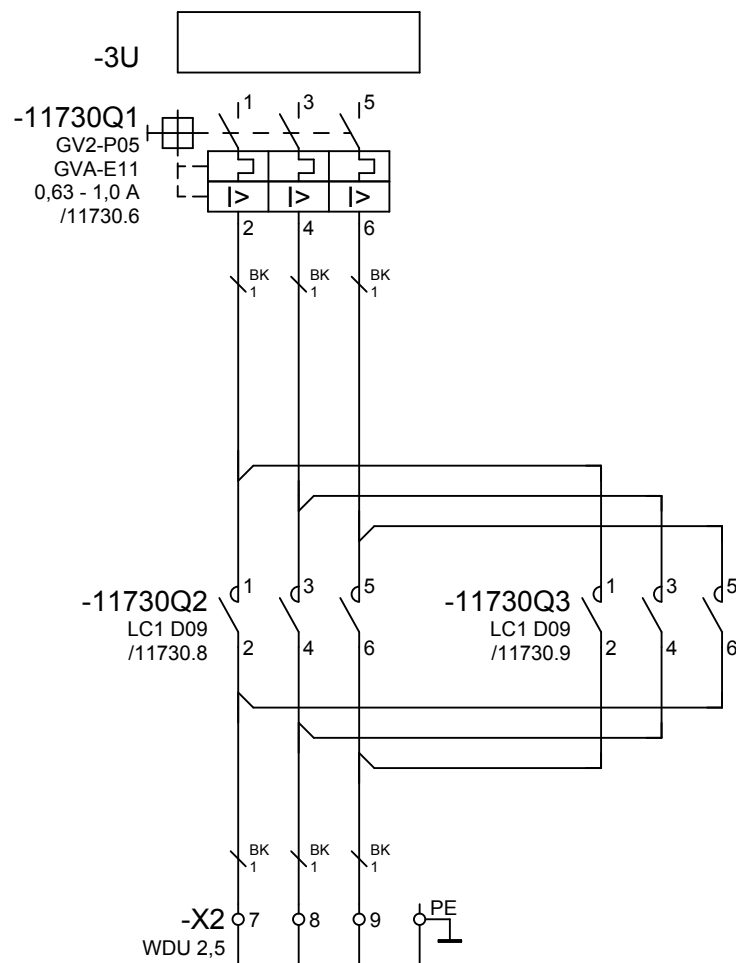 -3U
-11730Q1
1 3 5
GV2-P05
GVA-E11
0,63 - 1,0 A
I> I> I>
/11730.6
2 4 6
BK BK BK
1 1 1
-11730Q2
1 3 5
-11730Q3
1 3 5
LC1 D09
LC1 D09
/11730.8
2 4 6
/11730.9
2 4 6
BK BK BK
1 1 1
-X2 7 8 9 PE
WDU 2,5